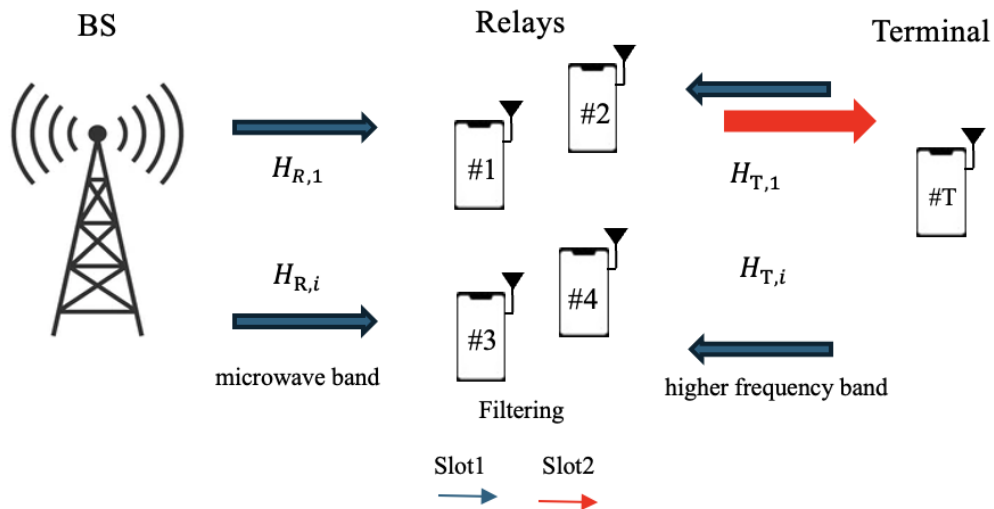 BS
Relays
Terminal
#2
#1
#T
H_{R,1}
H_{T,1}
H_{R,i}
H_{T,i}
#4
#3
microwave band
higher frequency band
Filtering
Slot1
Slot2